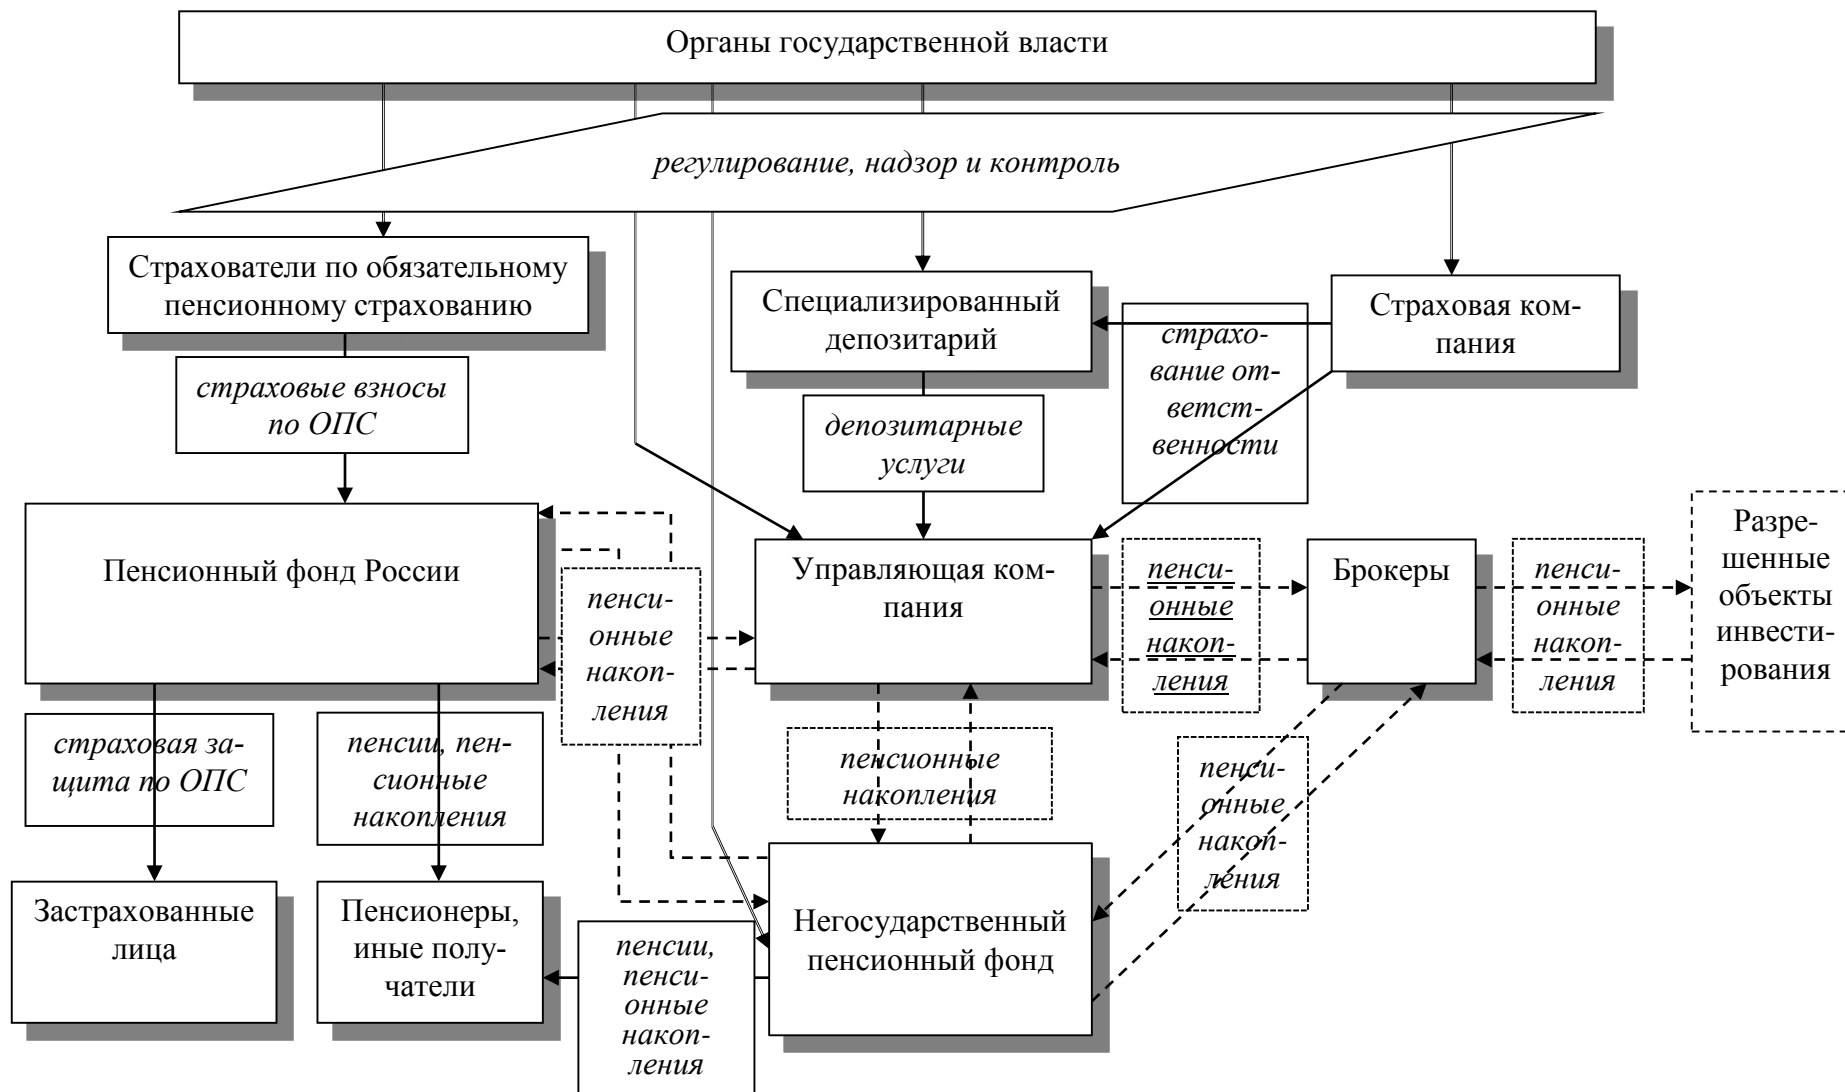 Органы государственной власти
регулирование, надзор и контроль
Страхователи по обязательному
пенсионному страхованию
Специализированный
депозитарий
страхо-
вание от-
ветст-
венности
Страховая ком-
пания
страховые взносы
по ОПС
депозитарные
услуги
Пенсионный фонд России
пенси-
онные
накоп-
ления
Управляющая ком-
пания
пенси-
онные
накоп-
ления
Брокеры
пенси-
онные
накоп-
ления
Разре-
шенные
объекты
инвести-
рования
страховая за-
щита по ОПС
пенсии, пен-
сионные
накопления
пенсионные
накопления
пенси-
онные
накоп-
ления
Застрахованные
лица
Пенсионеры,
иные полу-
чатели
пенсии,
пенси-
онные
накоп-
ления
Негосударственный
пенсионный фонд